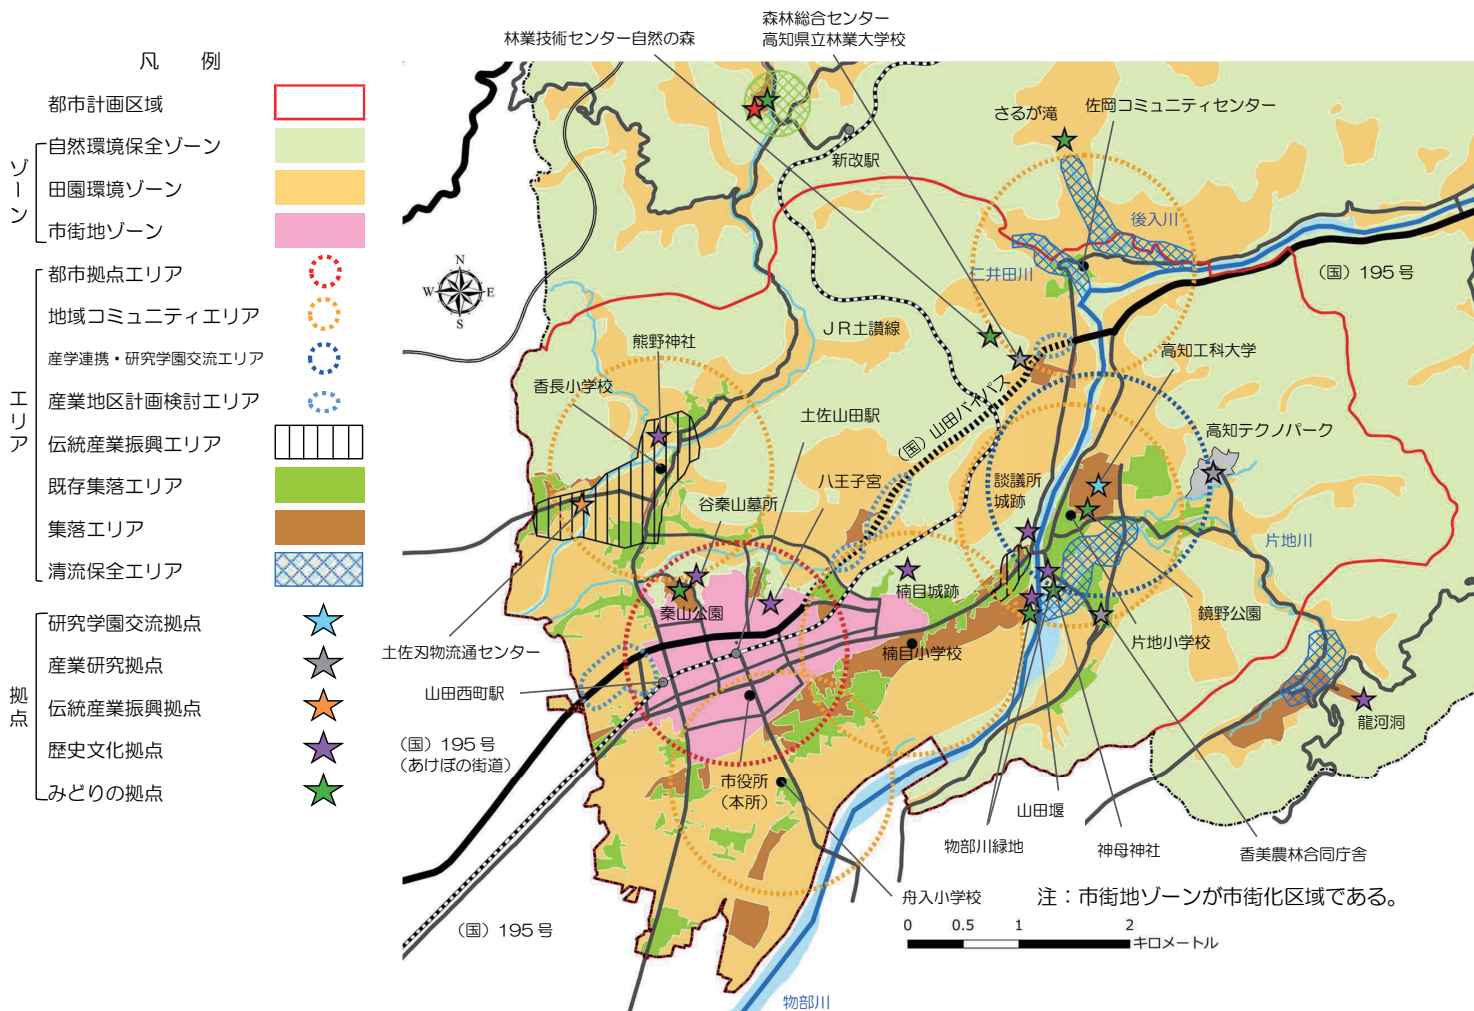 凡 例
都市計画区域
ゾーン
自然環境保全ゾーン
田園環境ゾーン
市街地ゾーン
エリア
都市拠点エリア
地域コミュニティエリア
産学連携・研究学園交流エリア
産業地区計画検討エリア
伝統産業振興エリア
既存集落エリア
集落エリア
清流保全エリア
拠点
研究学園交流拠点
産業研究拠点
伝統産業振興拠点
歴史文化拠点
みどりの拠点
林業技術センター自然の森
森林総合センター
高知県立林業大学校
さるが滝
佐岡コミュニティセンター
新改駅
後入川
仁井田川
(国) 195 号
N
W
E
S
JR土讃線
熊野神社
高知工科大学
香長小学校
土佐山田駅
(国) 山田バイパス
高知テクノパーク
八王子宮
談議所
城跡
谷秦山墓所
片地川
楠目城跡
秦山公園
鏡野公園
土佐刃物流通センター
楠目小学校
片地小学校
山田西町駅
龍河洞
(国) 195 号
(あけぼの街道)
市役所
(本所)
山田堰
物部川緑地
神母神社
香美農林合同庁舎
舟入小学校
注：市街地ゾーンが市街化区域である。
0 0.5 1 2
キロメートル
(国) 195 号
物部川